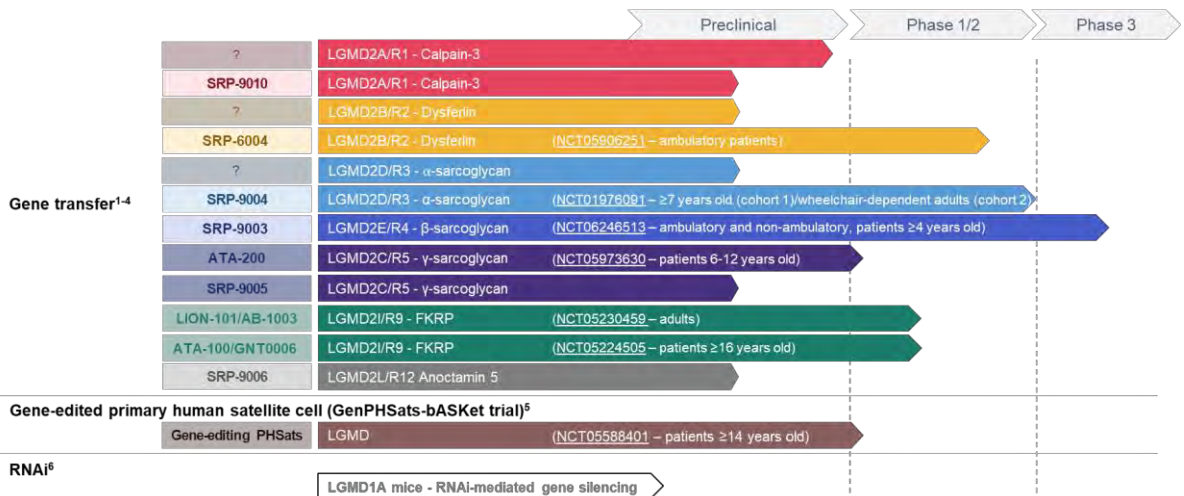 Preclinical Phase 1/2 Phase 3
? LGMD2A/R1 - Calpain-3
SRP-9010 LGMD2A/R1 - Calpain-3
? LGMD2B/R2 - Dysferlin
SRP-6004 LGMD2B/R2 - Dysferlin (NCT05906251 – ambulatory patients)
? LGMD2D/R3 - α-sarcoglycan
Gene transfer¹⁻⁴
SRP-9004 LGMD2D/R3 - α-sarcoglycan (NCT01976091 – ≥7 years old (cohort 1)/wheelchair-dependent adults (cohort 2)
SRP-9003 LGMD2E/R4 - β-sarcoglycan (NCT06246513 – ambulatory and non-ambulatory, patients ≥4 years old)
ATA-200 LGMD2C/R5 - γ-sarcoglycan (NCT05973630 – patients 6-12 years old)
SRP-9005 LGMD2C/R5 - γ-sarcoglycan
LION-101/AB-1003 LGMD2I/R9 - FKRP (NCT05230459 – adults)
ATA-100/GNT0006 LGMD2I/R9 - FKRP (NCT05224505 – patients ≥16 years old)
SRP-9006 LGMD2L/R12 Anoctamin 5
Gene-edited primary human satellite cell (GenPHSats-bASKet trial)⁵
Gene-editing PHSats LGMD (NCT05588401 – patients ≥14 years old)
RNAi⁶
LGMD1A mice - RNAi-mediated gene silencing